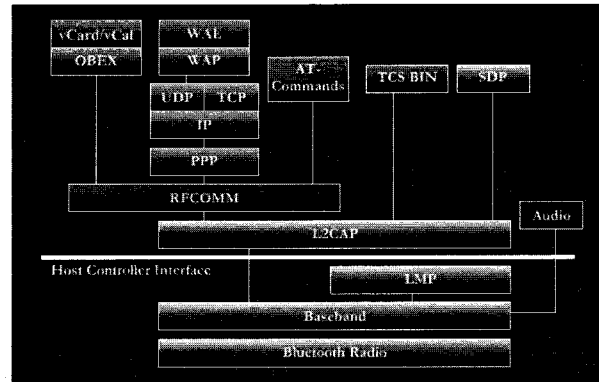 vCard/vCal
OBEX
WAE
WAP
UDP TCP
IP
PPP
AT-
Commands
TCS BIN
SDP
RFCOMM
Audio
L2CAP
Host Controller Interface
LMP
Baseband
Bluetooth Radio